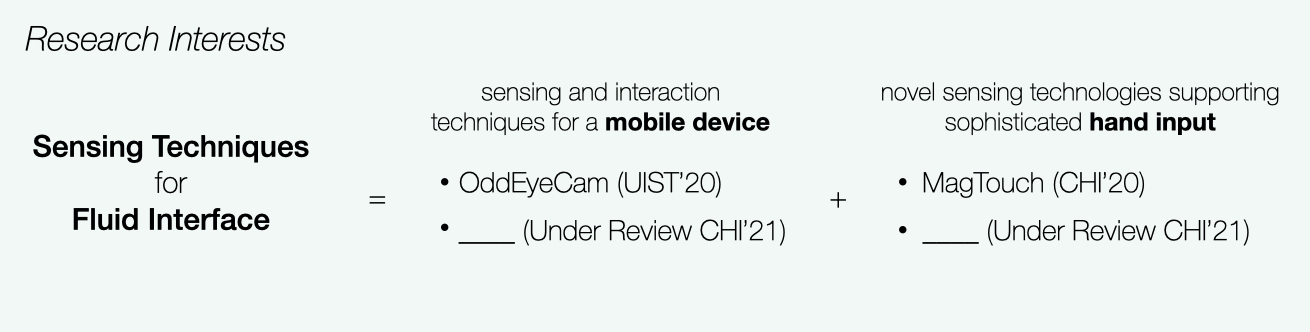 Research Interests
Sensing Techniques
for
Fluid Interface
=
sensing and interaction
techniques for a mobile device
• OddEyeCam (UIST’20)
• ____ (Under Review CHI’21)
+
novel sensing technologies supporting
sophisticated hand input
• MagTouch (CHI’20)
• ____ (Under Review CHI’21)